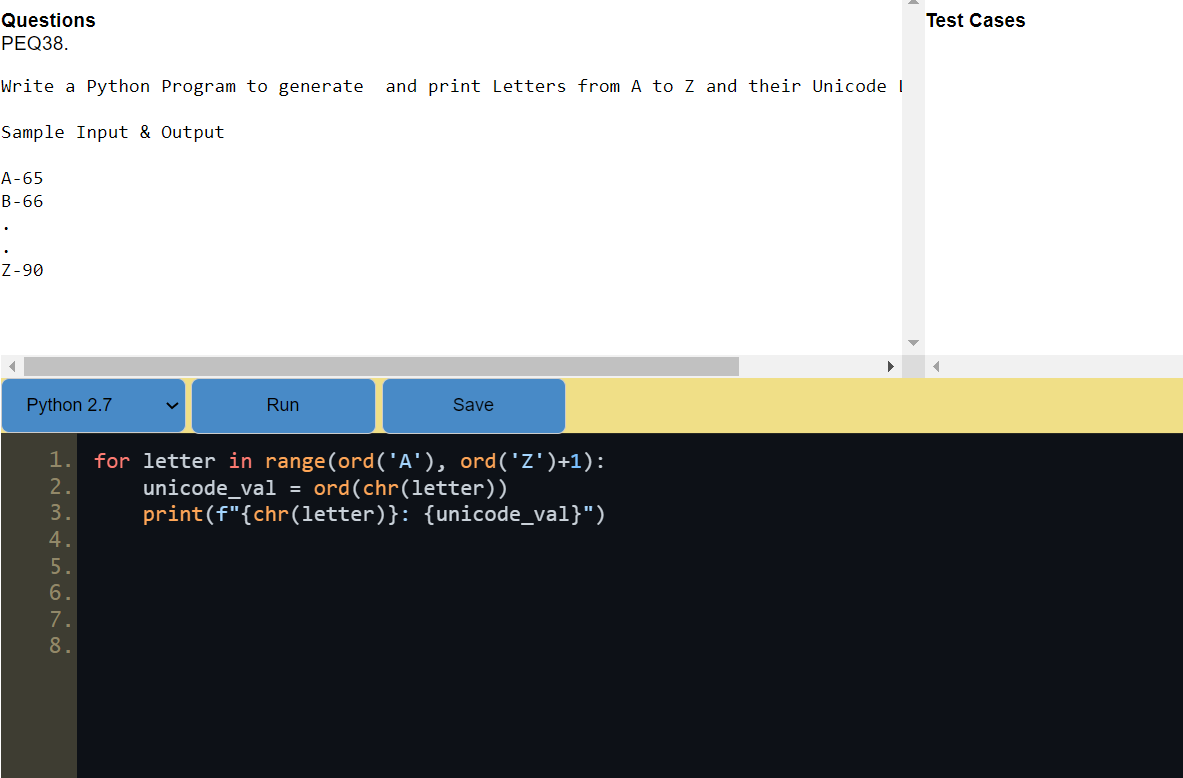 Questions
PEQ38.
Write a Python Program to generate  and print Letters from A to Z and their Unicode
Sample Input & Output
A-65
B-66
.
.
Z-90
Test Cases
Python 2.7
Run
Save
1. for letter in range(ord('A'), ord('Z')+1):
2.     unicode_val = ord(chr(letter))
3.     print(f"{chr(letter)}: {unicode_val}")
4.
5.
6.
7.
8.